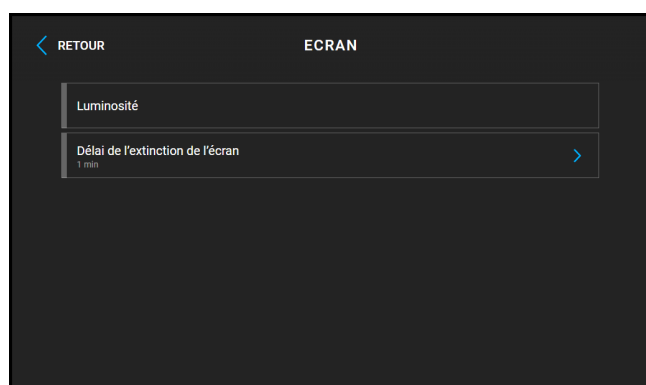 RETOUR
ECRAN
Luminosité
Délai de l'extinction de l'écran
1 min